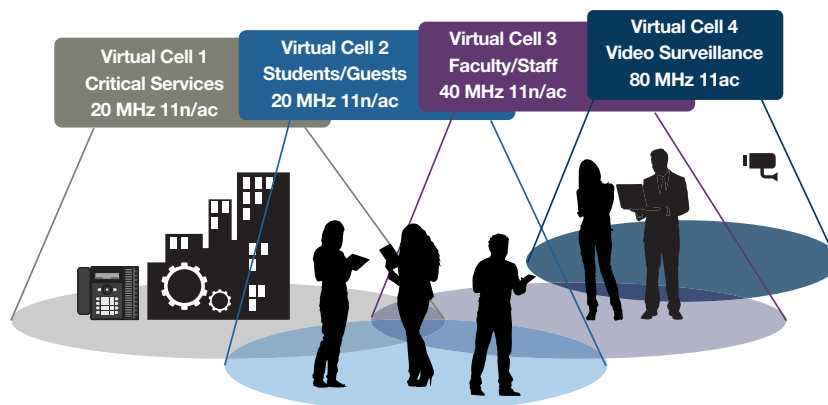 Virtual Cell 1
Critical Services
20 MHz 11n/ac
Virtual Cell 2
Students/Guests
20 MHz 11n/ac
Virtual Cell 3
Faculty/Staff
40 MHz 11n/ac
Virtual Cell 4
Video Surveillance
80 MHz 11ac